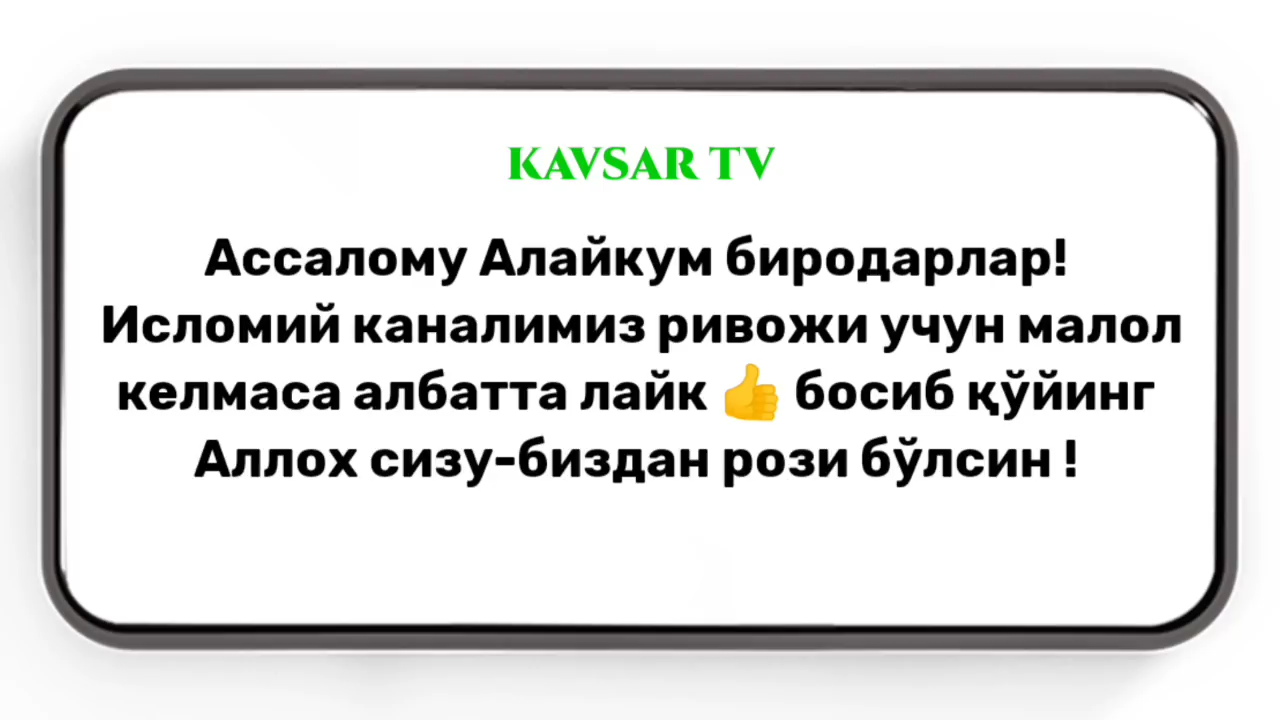 KAVSAR TV
Ассалому Алайкум биродарлар!
Исломий каналимиз ривожи учун малол
келмаса албатта лайк 👍 босиб қўйинг
Аллох сизу-биздан рози бўлсин !